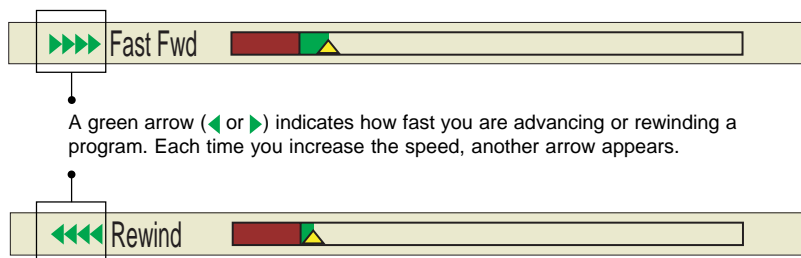 ▶▶▶▶ Fast Fwd
A green arrow (◀ or ▶) indicates how fast you are advancing or rewinding a
program. Each time you increase the speed, another arrow appears.
◀◀◀◀ Rewind